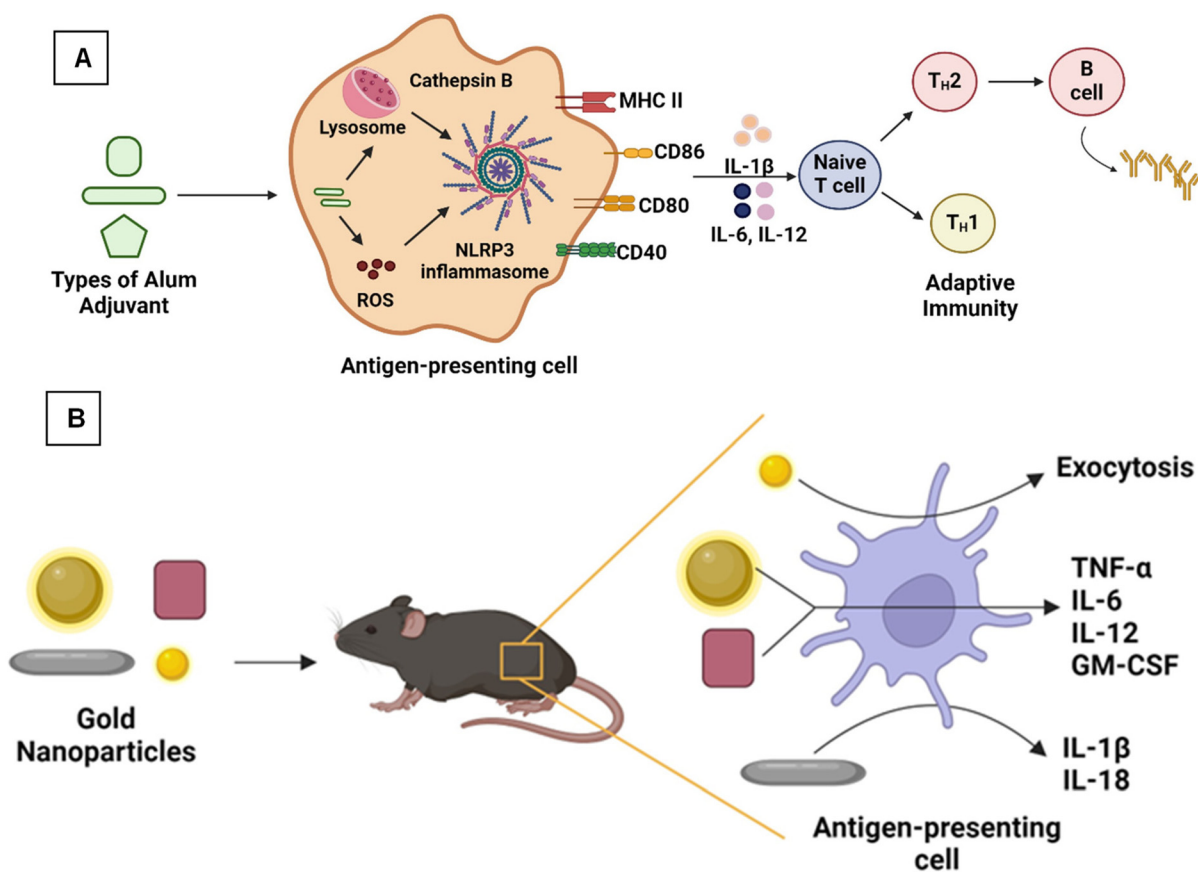 A
Cathepsin B
Lysosome
MHC II
CD86
CD80
CD40
NLRP3
inflammasome
ROS
Types of Alum
Adjuvant
Antigen-presenting cell
IL-1β
IL-6, IL-12
Naive
T cell
TH2
B
cell
TH1
Adaptive
Immunity
B
Gold
Nanoparticles
Exocytosis
TNF-α
IL-6
IL-12
GM-CSF
IL-1β
IL-18
Antigen-presenting
cell